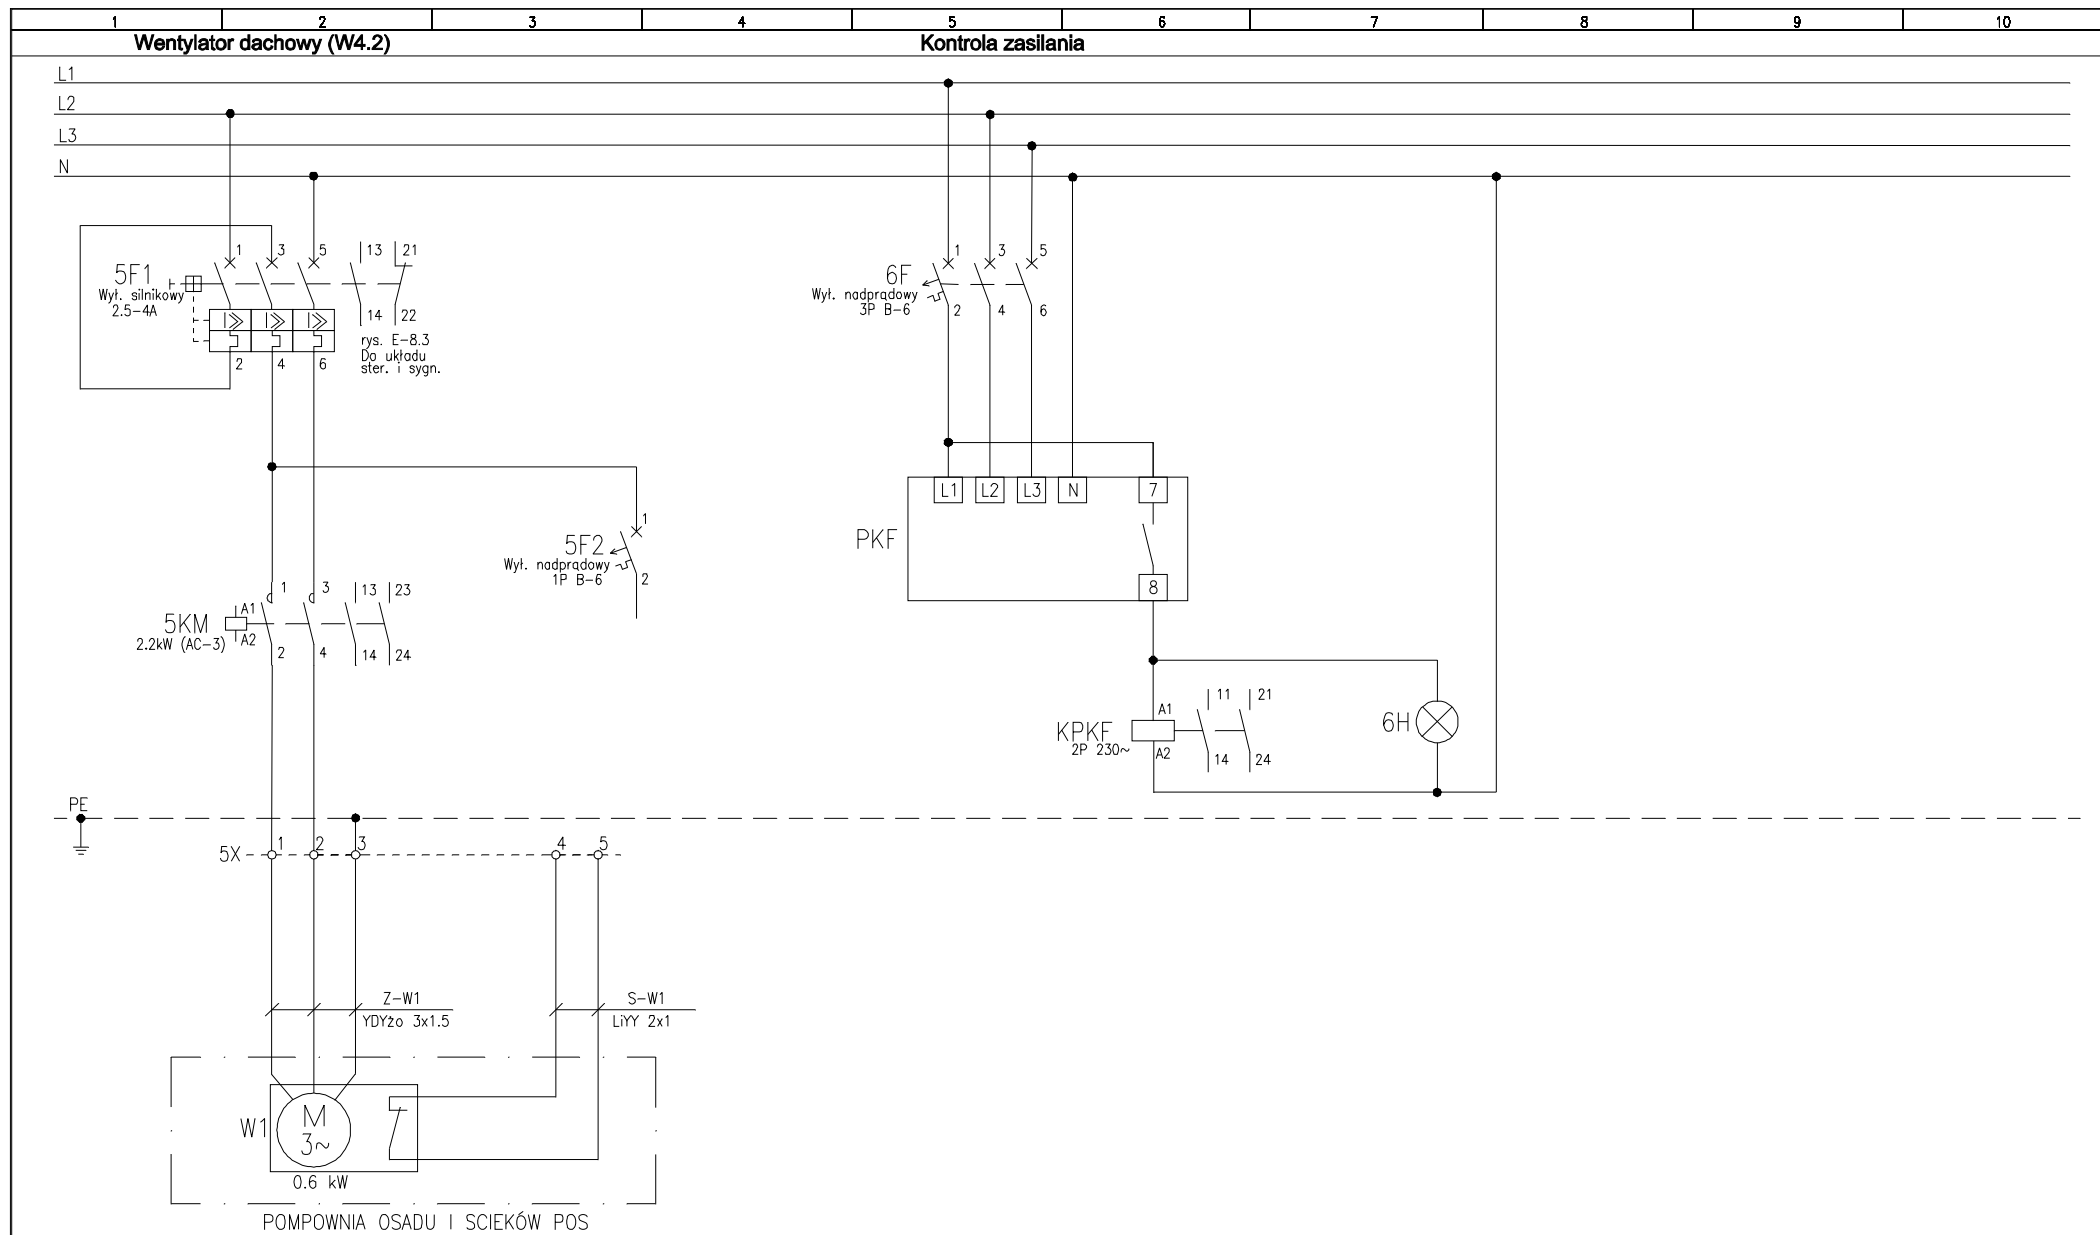 1 2 3 4 5 6 7 8 9 10
Wentylator dachowy (W4.2) Kontrola zasilania
L1
L2
L3
N
1 3 5 13 21
5F1
Wył. silnikowy
2.5-4A
14 22
2 4 6
rys. E-8.3
Do układu
ster. i sygn.
1 3 5
6F
Wył. nadprądowy
3P B-6
2 4 6
L1 L2 L3 N 7
PKF
8
1
5F2
Wył. nadprądowy
1P B-6
2
1 3 13 23
A1
5KM
A2
2.2kW (AC-3)
2 4 14 24
11 21
A1
KPKF
2P 230~
A2
14 24
6H
PE
5X 1 2 3 4 5
Z-W1
YDYżo 3x1.5
S-W1
LiYY 2x1
W1
M
3~
0.6 kW
POMPOWNIA OSADU I SCIEKÓW POS